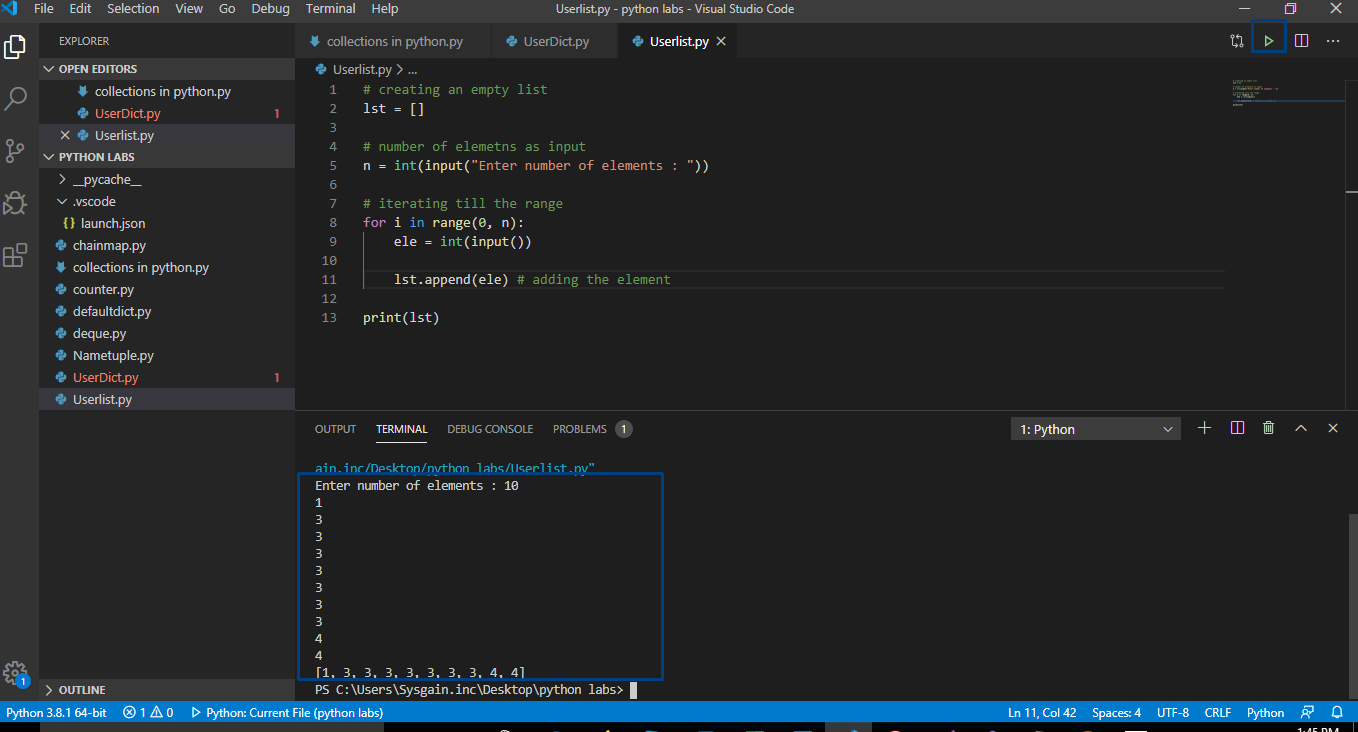 File Edit Selection View Go Debug Terminal Help
Userlist.py - python labs - Visual Studio Code
EXPLORER
OPEN EDITORS
collections in python.py
UserDict.py 1
Userlist.py
PYTHON LABS
__pycache__
.vscode
{} launch.json
chainmap.py
collections in python.py
counter.py
defaultdict.py
deque.py
Nametuple.py
UserDict.py 1
Userlist.py
OUTLINE
collections in python.py
UserDict.py
Userlist.py
Userlist.py > ...
1 # creating an empty list
2 lst = []
3
4 # number of elemetns as input
5 n = int(input("Enter number of elements : "))
6
7 # iterating till the range
8 for i in range(0, n):
9 ele = int(input())
10
11 lst.append(ele) # adding the element
12
13 print(lst)
OUTPUT TERMINAL DEBUG CONSOLE PROBLEMS 1
1: Python
ain.inc/Desktop/python labs/Userlist.py"
Enter number of elements : 10
1
3
3
3
3
3
3
3
4
4
[1, 3, 3, 3, 3, 3, 3, 3, 4, 4]
PS C:\Users\Sysgain.inc\Desktop\python labs>
1
Python 3.8.1 64-bit 1 0 Python: Current File (python labs)
Ln 11, Col 42 Spaces: 4 UTF-8 CRLF Python
1:45 PM